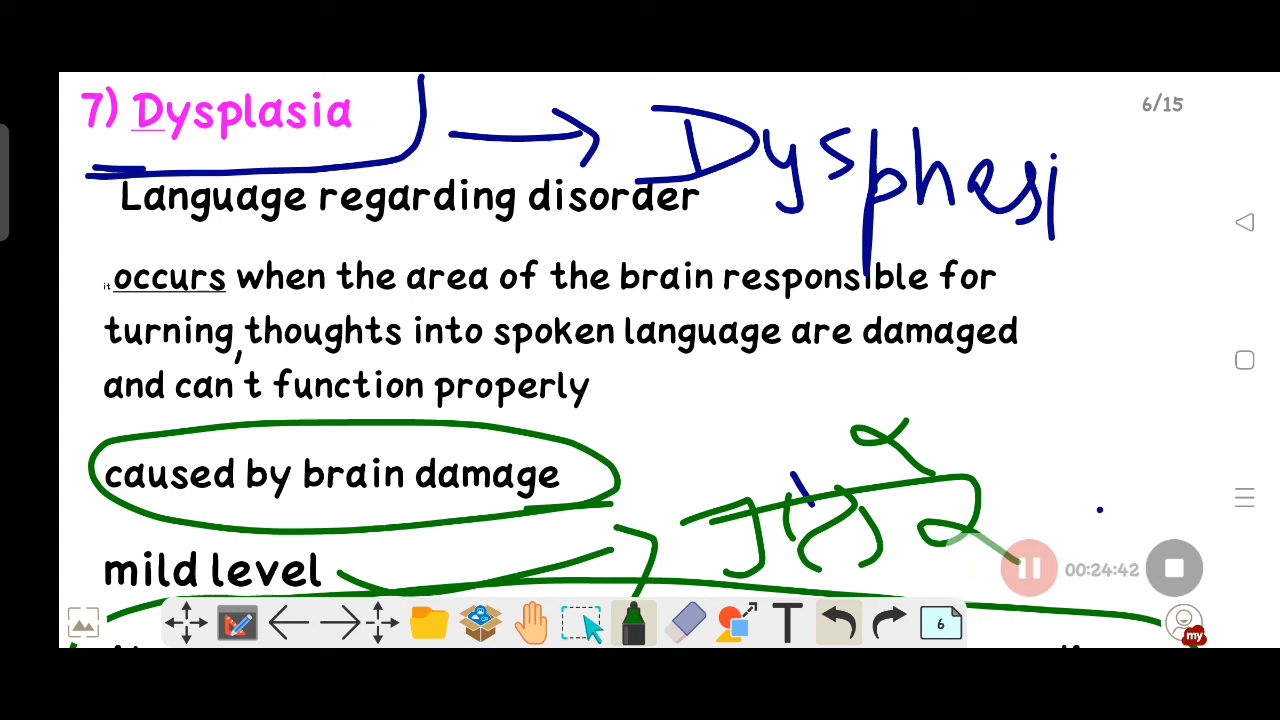 7) Dysplasia
6/15
Dysphesi
Language regarding disorder
it occurs when the area of the brain responsible for
turning thoughts into spoken language are damaged
and can't function properly
caused by brain damage
mild level
00:24:42
T
6
my